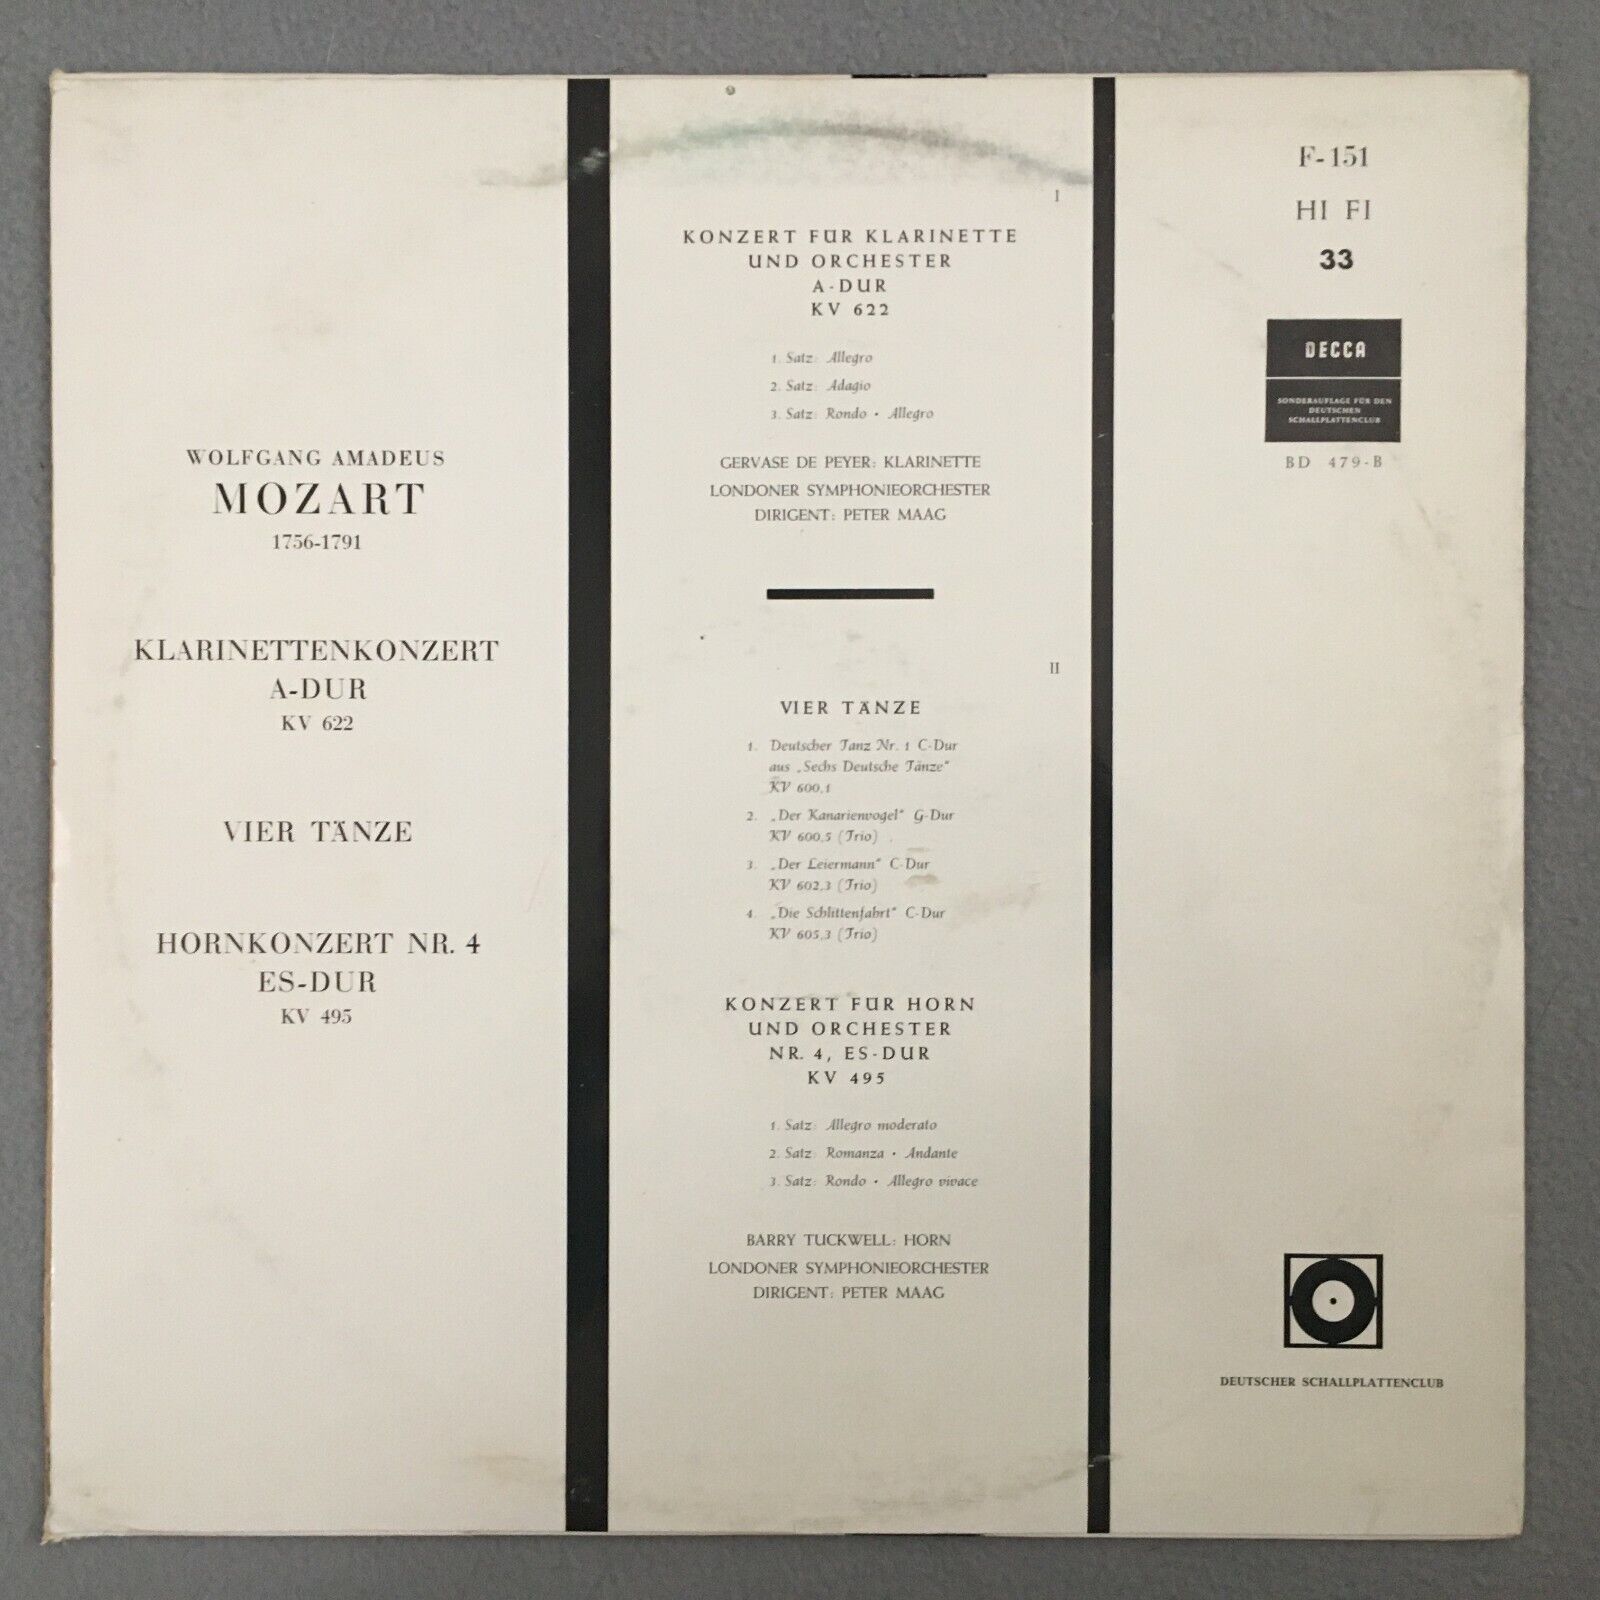 WOLFGANG AMADEUS
MOZART
1756-1791
KLARINETTENKONZERT
A-DUR
KV 622
VIER TÄNZE
HORNKONZERT NR. 4
ES-DUR
KV 495
I
KONZERT FÜR KLARINETTE
UND ORCHESTER
A-DUR
KV 622
1. Satz: Allegro
2. Satz: Adagio
3. Satz: Rondo • Allegro
GERVASE DE PEYER: KLARINETTE
LONDONER SYMPHONIEORCHESTER
DIRIGENT: PETER MAAG
II
VIER TÄNZE
1. Deutscher Tanz Nr. 1 C-Dur
aus „Sechs Deutsche Tänze"
KV 600,1
2. „Der Kanarienvogel" G-Dur
KV 600,5 (Trio)
3. „Der Leiermann" C-Dur
KV 602,3 (Trio)
4. „Die Schlittenfahrt" C-Dur
KV 605,3 (Trio)
KONZERT FÜR HORN
UND ORCHESTER
NR. 4, ES-DUR
KV 495
1. Satz: Allegro moderato
2. Satz: Romanza • Andante
3. Satz: Rondo • Allegro vivace
BARRY TUCKWELL: HORN
LONDONER SYMPHONIEORCHESTER
DIRIGENT: PETER MAAG
F-151
HI FI
33
DECCA
SONDERAUFLAGE FÜR DEN
DEUTSCHEN
SCHALLPLATTENCLUB
BD 479-B
DEUTSCHER SCHALLPLATTENCLUB